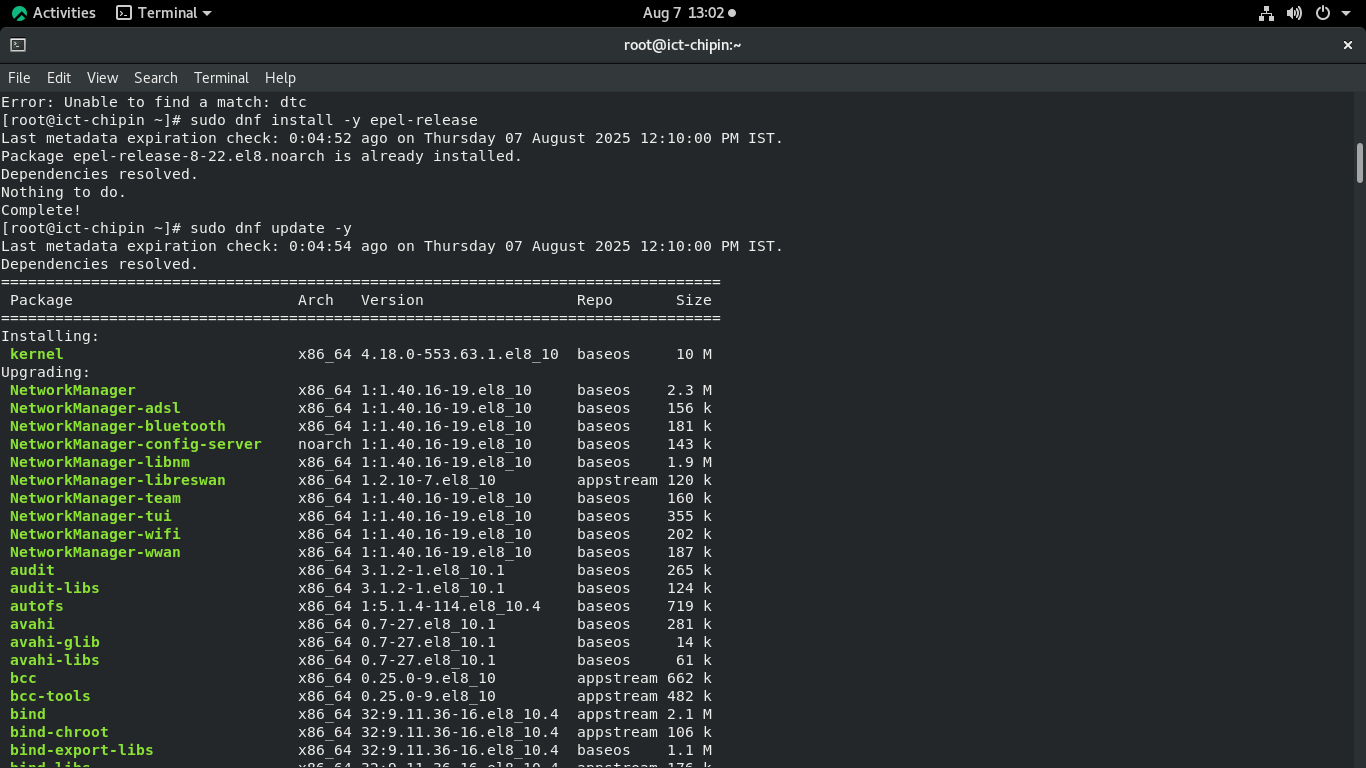 Activities Terminal Aug 7 13:02
root@ict-chipin:~
File Edit View Search Terminal Help
Error: Unable to find a match: dtc
[root@ict-chipin ~]# sudo dnf install -y epel-release
Last metadata expiration check: 0:04:52 ago on Thursday 07 August 2025 12:10:00 PM IST.
Package epel-release-8-22.el8.noarch is already installed.
Dependencies resolved.
Nothing to do.
Complete!
[root@ict-chipin ~]# sudo dnf update -y
Last metadata expiration check: 0:04:54 ago on Thursday 07 August 2025 12:10:00 PM IST.
Dependencies resolved.
================================================================================
 Package                        Arch   Version                 Repo       Size
================================================================================
Installing:
 kernel                         x86_64 4.18.0-553.63.1.el8_10  baseos     10 M
Upgrading:
 NetworkManager                 x86_64 1:1.40.16-19.el8_10     baseos    2.3 M
 NetworkManager-adsl            x86_64 1:1.40.16-19.el8_10     baseos    156 k
 NetworkManager-bluetooth       x86_64 1:1.40.16-19.el8_10     baseos    181 k
 NetworkManager-config-server   noarch 1:1.40.16-19.el8_10     baseos    143 k
 NetworkManager-libnm           x86_64 1:1.40.16-19.el8_10     baseos    1.9 M
 NetworkManager-libreswan       x86_64 1.2.10-7.el8_10         appstream 120 k
 NetworkManager-team            x86_64 1:1.40.16-19.el8_10     baseos    160 k
 NetworkManager-tui             x86_64 1:1.40.16-19.el8_10     baseos    355 k
 NetworkManager-wifi            x86_64 1:1.40.16-19.el8_10     baseos    202 k
 NetworkManager-wwan            x86_64 1:1.40.16-19.el8_10     baseos    187 k
 audit                          x86_64 3.1.2-1.el8_10.1        baseos    265 k
 audit-libs                     x86_64 3.1.2-1.el8_10.1        baseos    124 k
 autofs                         x86_64 1:5.1.4-114.el8_10.4    baseos    719 k
 avahi                          x86_64 0.7-27.el8_10.1         baseos    281 k
 avahi-glib                     x86_64 0.7-27.el8_10.1         baseos     14 k
 avahi-libs                     x86_64 0.7-27.el8_10.1         baseos     61 k
 bcc                            x86_64 0.25.0-9.el8_10         appstream 662 k
 bcc-tools                      x86_64 0.25.0-9.el8_10         appstream 482 k
 bind                           x86_64 32:9.11.36-16.el8_10.4  appstream 2.1 M
 bind-chroot                    x86_64 32:9.11.36-16.el8_10.4  appstream 106 k
 bind-export-libs               x86_64 32:9.11.36-16.el8_10.4  baseos    1.1 M
 bind-libs                      x86_64 32:9.11.36-16.el8_10.4  appstream 176 k